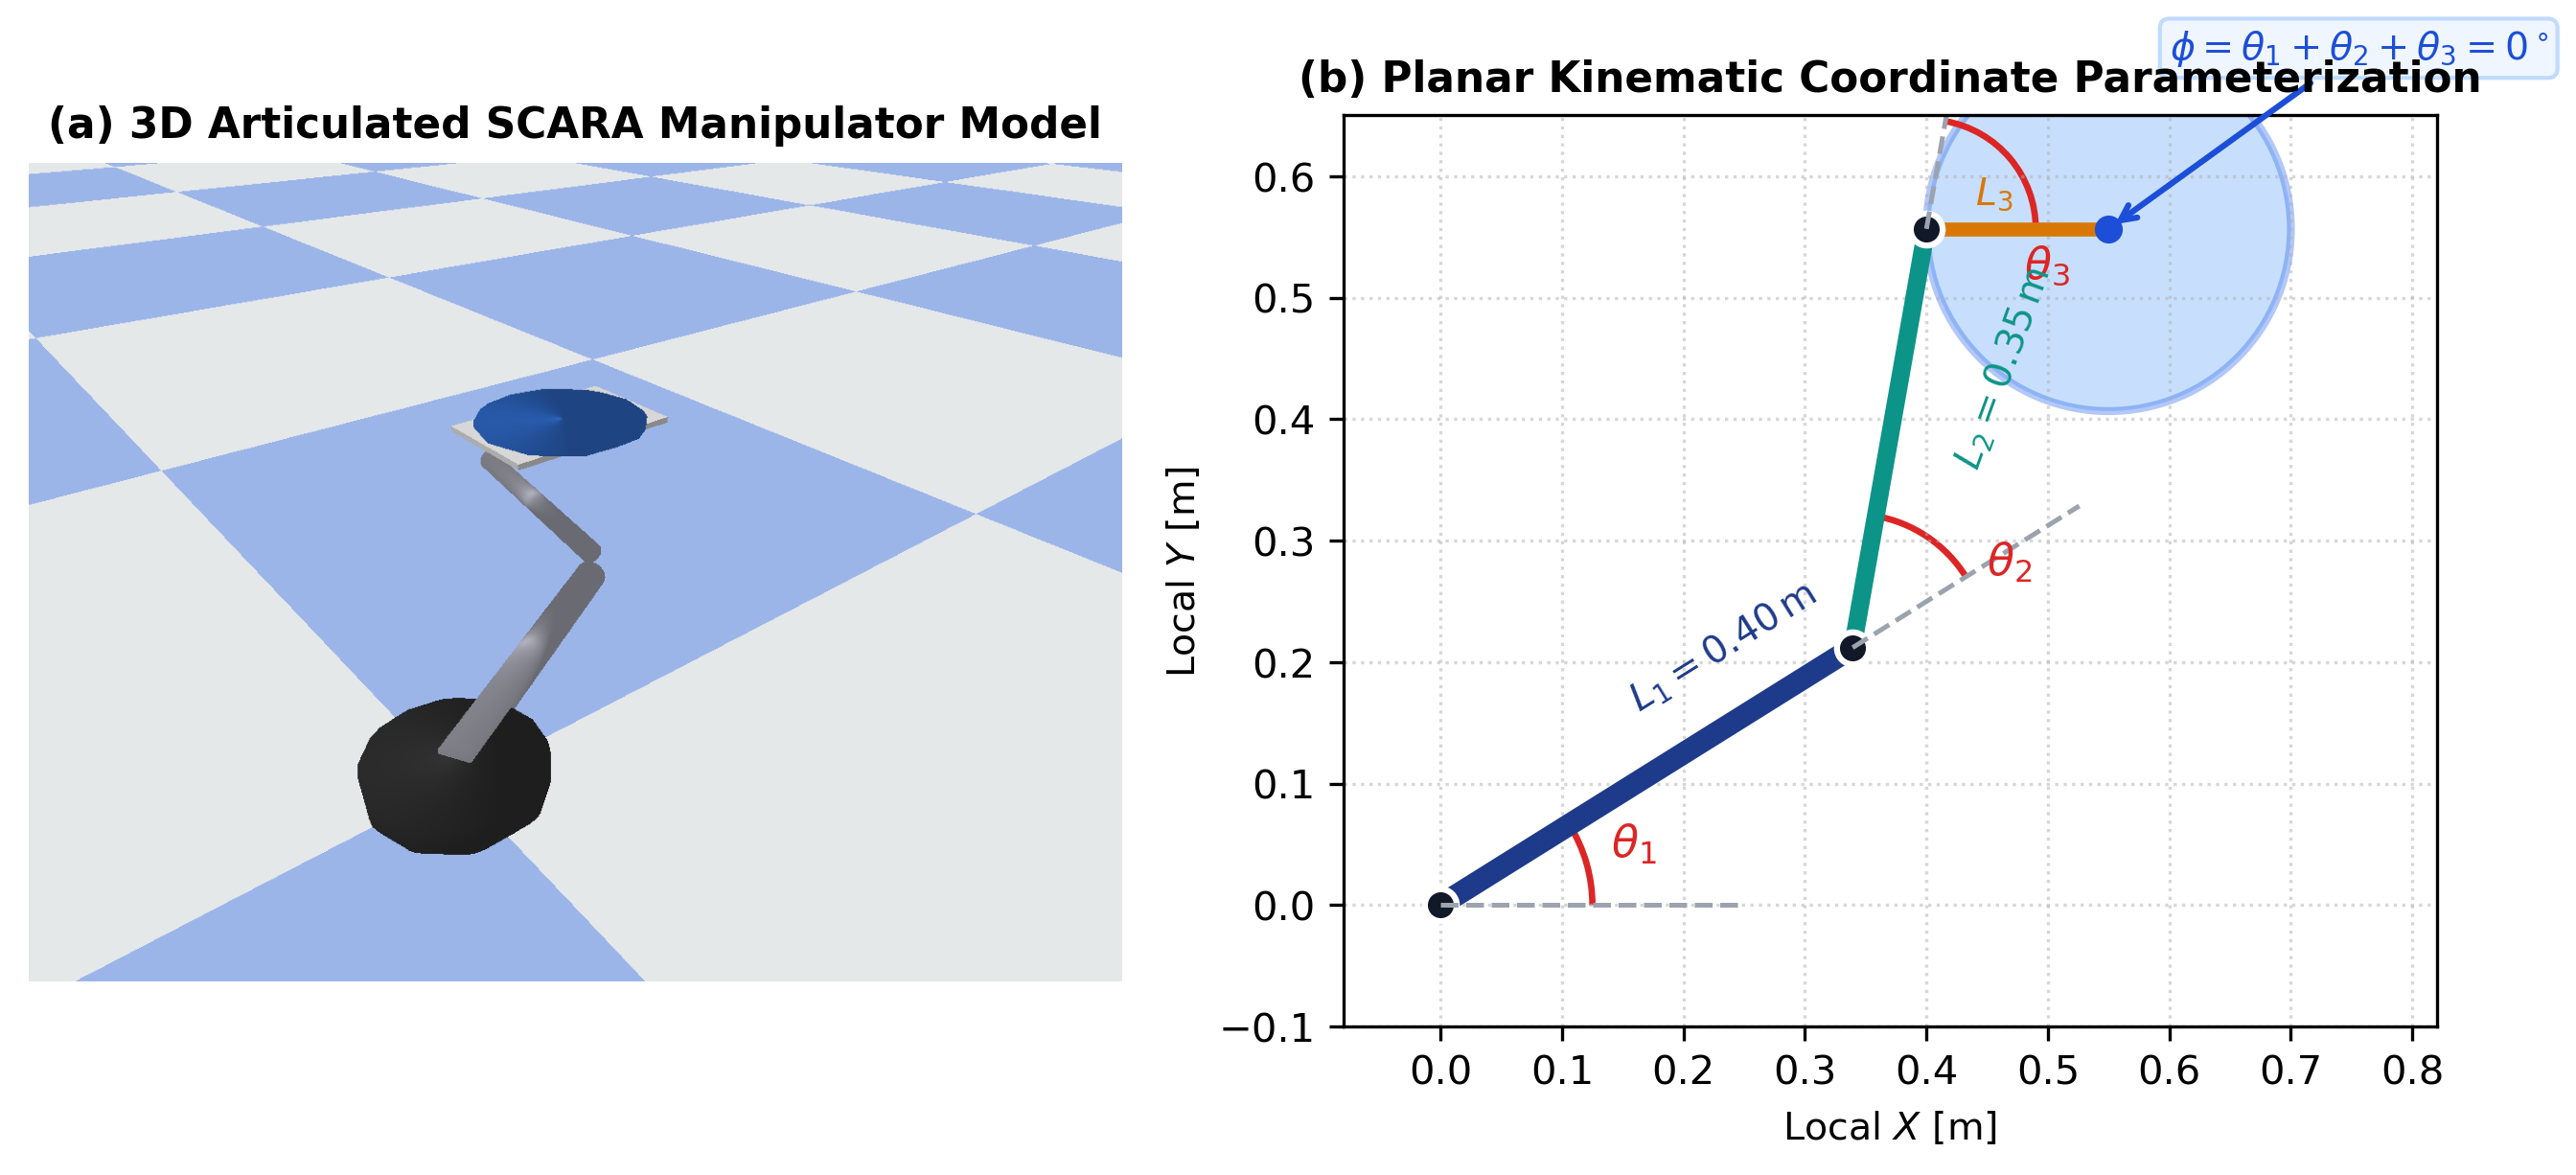 (a) 3D Articulated SCARA Manipulator Model
ϕ = θ₁ + θ₂ + θ₃ = 0°
(b) Planar Kinematic Coordinate Parameterization
0.6
0.5
0.4
0.3
0.2
0.1
0.0
−0.1
Local Y [m]
L₃
θ₃
L₂ = 0.35 m
θ₂
L₁ = 0.40 m
θ₁
0.0 0.1 0.2 0.3 0.4 0.5 0.6 0.7 0.8
Local X [m]